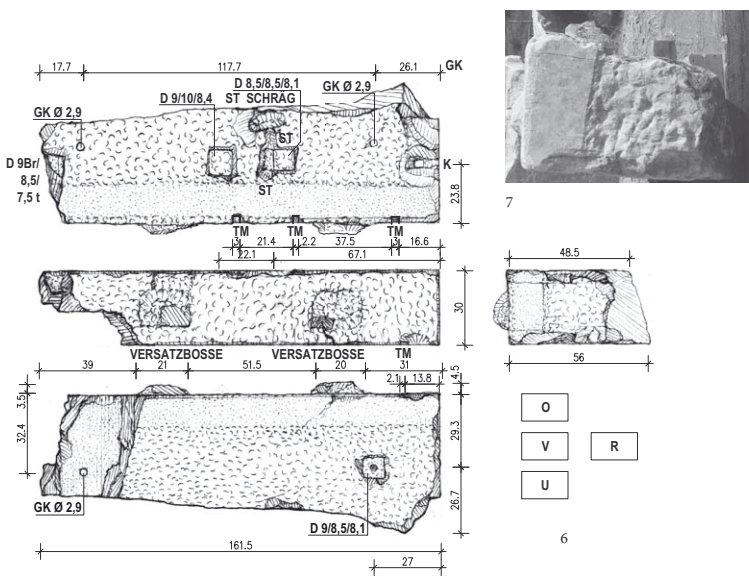 17.7 117.7 26.1 GK
D 8,5/8,5/8,1
D 9/10/8,4 ST SCHRÄG GK Ø 2,9
GK Ø 2,9
ST
D 9Br/
8,5/
7,5 t
K
ST
23.8
TM TM TM
3 21.4 2.2 37.5 3 16.6
22.1 67.1
7
48.5
30
56
VERSATZBOSSE VERSATZBOSSE TM
39 21 51.5 20 31
2.1 13.8
4.5
3.5
32.4
29.3
26.7
GK Ø 2,9
D 9/8,5/8,1
161.5
27
O
V R
U
6